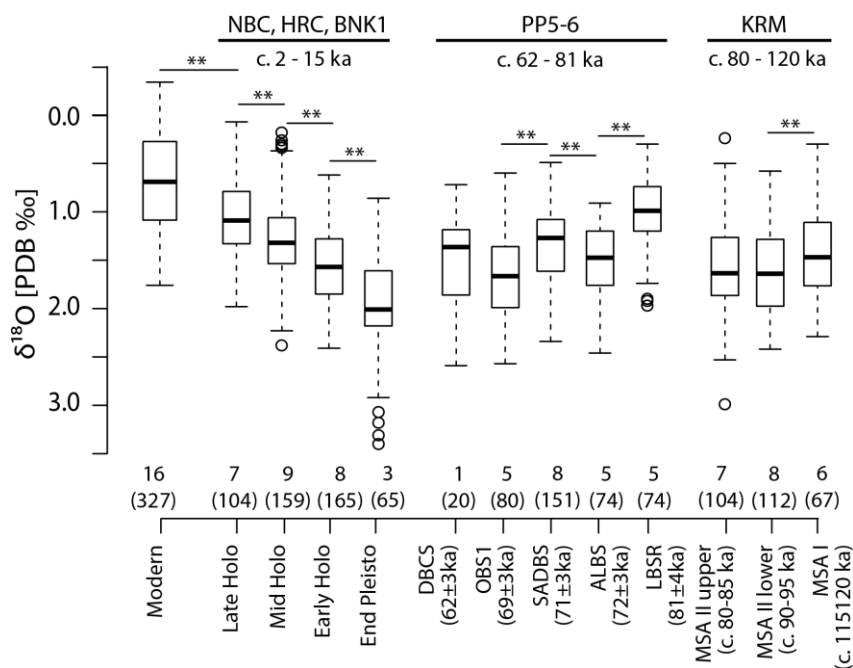 NBC, HRC, BNK1 PP5-6 KRM
c. 2 - 15 ka c. 62 - 81 ka c. 80 - 120 ka
** ** ** ** ** ** ** **
δ¹⁸O [PDB ‰]
0.0
1.0
2.0
3.0
16 7 9 8 3 1 5 8 5 5 7 8 6
(327) (104) (159) (165) (65) (20) (80) (151) (74) (74) (104) (112) (67)
Modern
Late Holo
Mid Holo
Early Holo
End Pleisto
DBCS
(62±3ka)
OBS1
(69±3ka)
SADBS
(71±3ka)
ALBS
(72±3ka)
LBSR
(81±4ka)
MSA II upper
(c. 80-85 ka)
MSA II lower
(c. 90-95 ka)
MSA I
(c. 115120 ka)